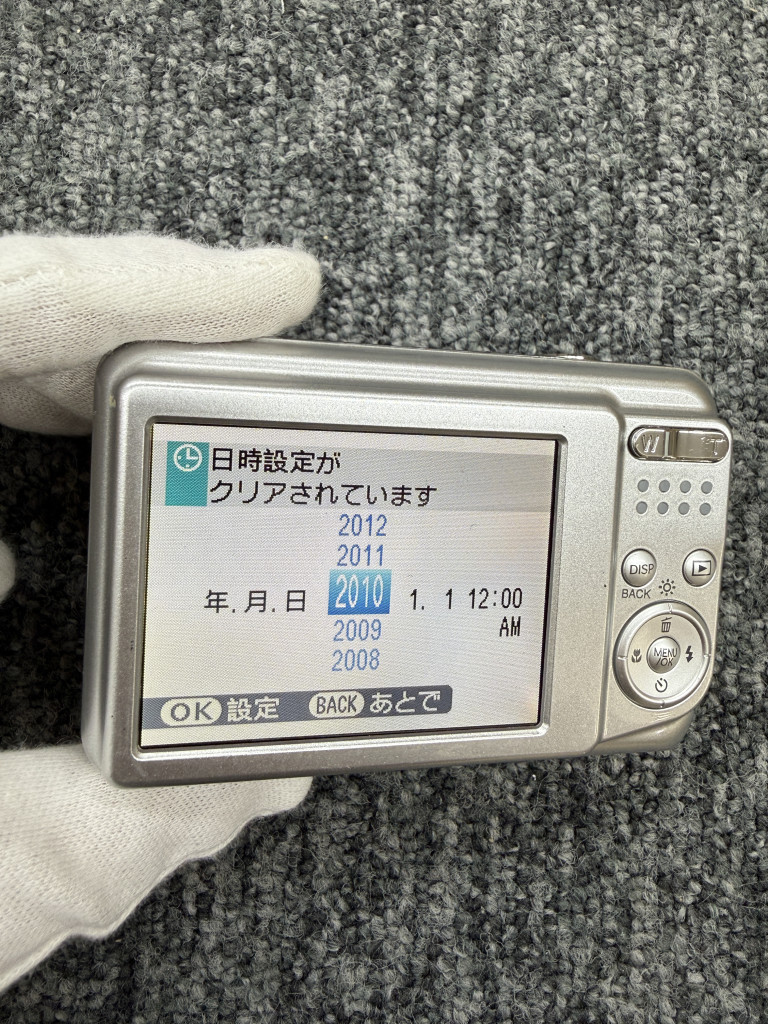 日時設定が
クリアされています
2012
2011
年.月.日 2010 1. 1 12:00
AM
2009
2008
OK 設定 BACK あとで
W T
DISP
BACK
MENU
/OK